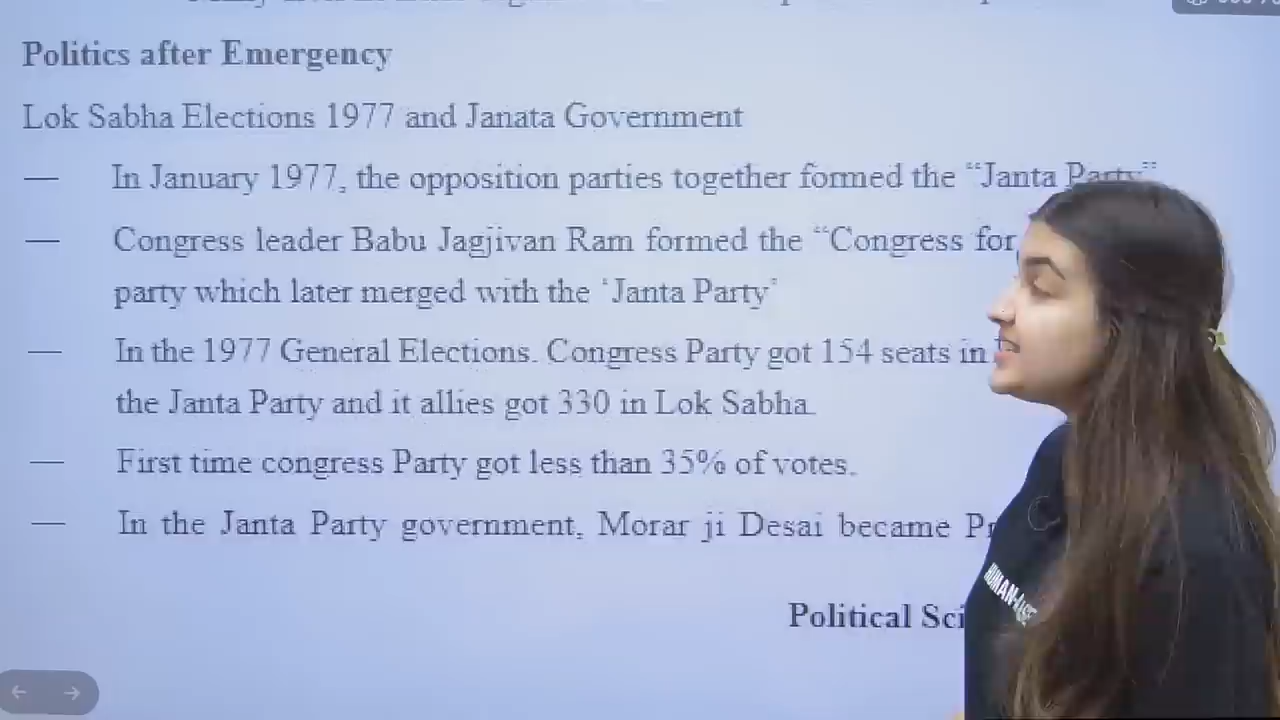 Politics after Emergency
Lok Sabha Elections 1977 and Janata Government
— In January 1977, the opposition parties together formed the “Janta Party”
— Congress leader Babu Jagjivan Ram formed the “Congress for
party which later merged with the ‘Janta Party’
— In the 1977 General Elections. Congress Party got 154 seats in
the Janta Party and it allies got 330 in Lok Sabha.
— First time congress Party got less than 35% of votes.
— In the Janta Party government, Morar ji Desai became
Political